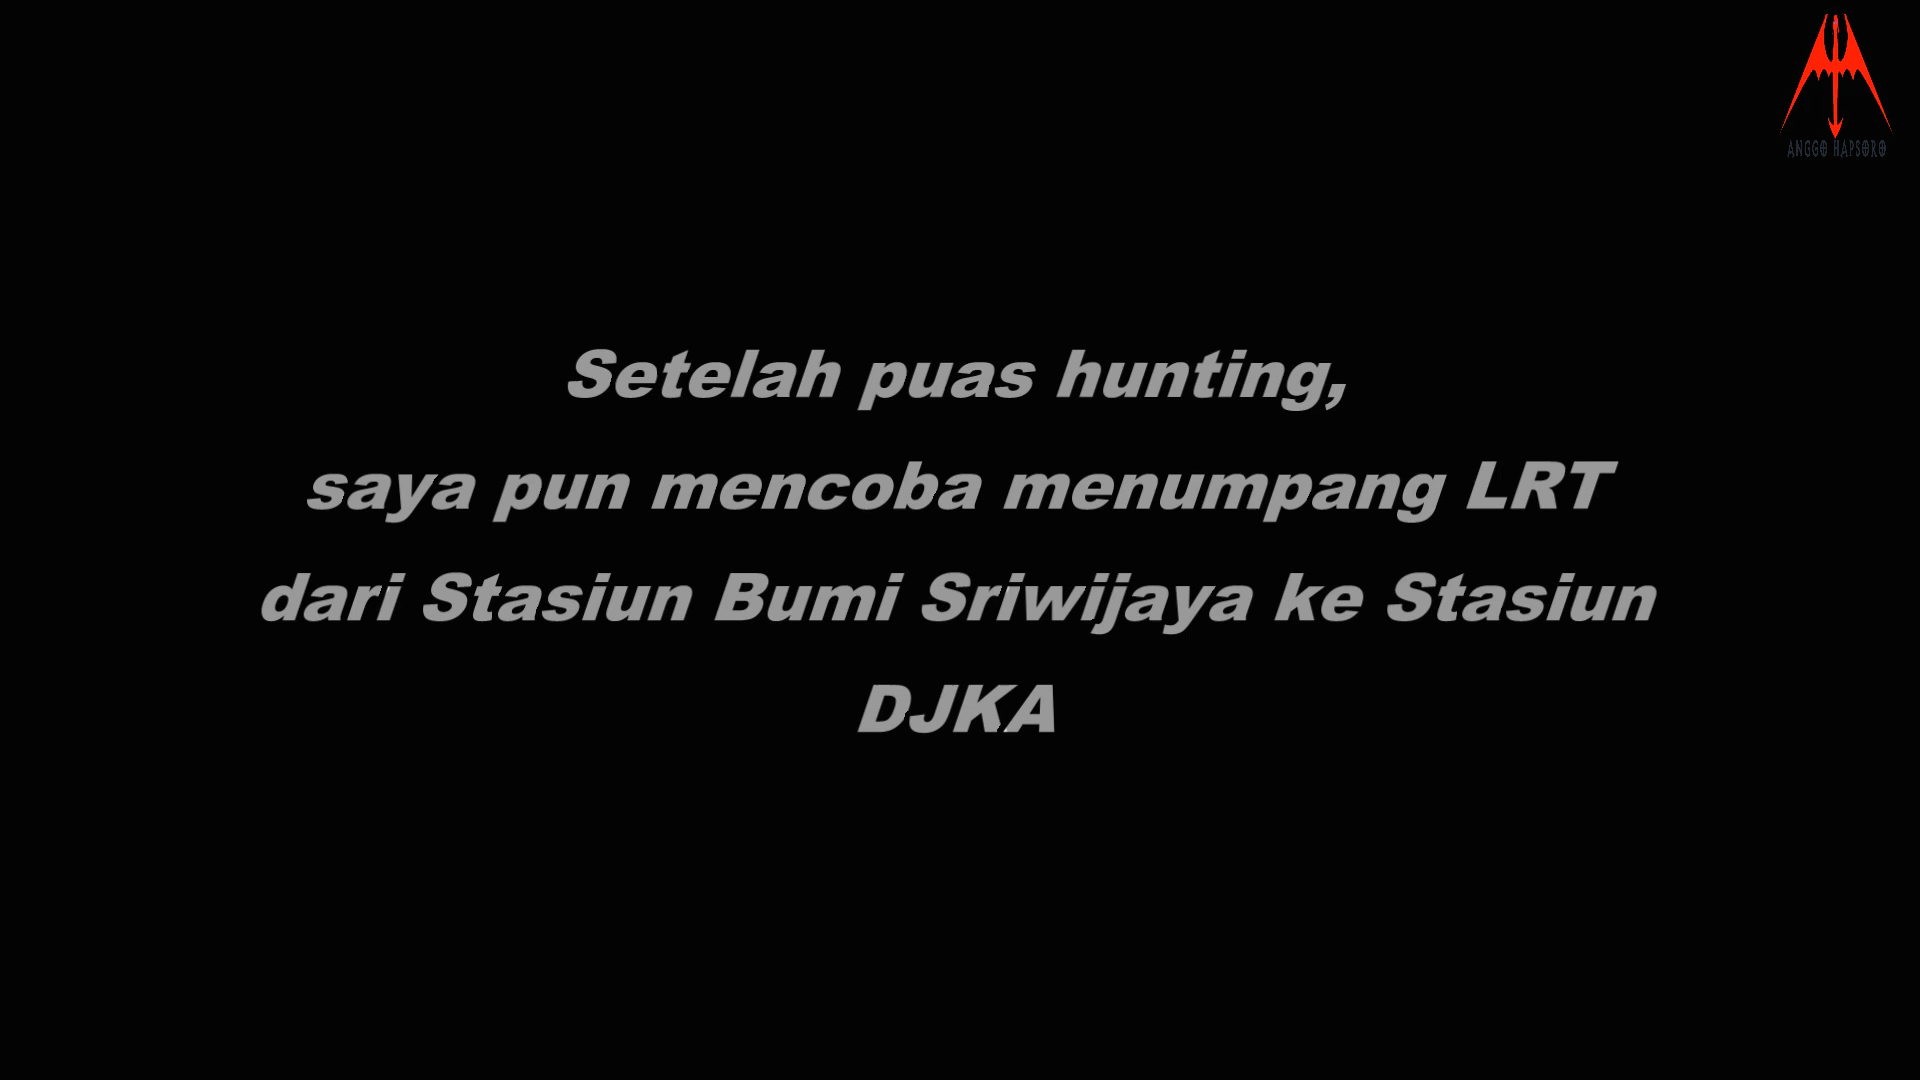 ANGGO HAPSORO
Setelah puas hunting,
saya pun mencoba menumpang LRT
dari Stasiun Bumi Sriwijaya ke Stasiun
DJKA